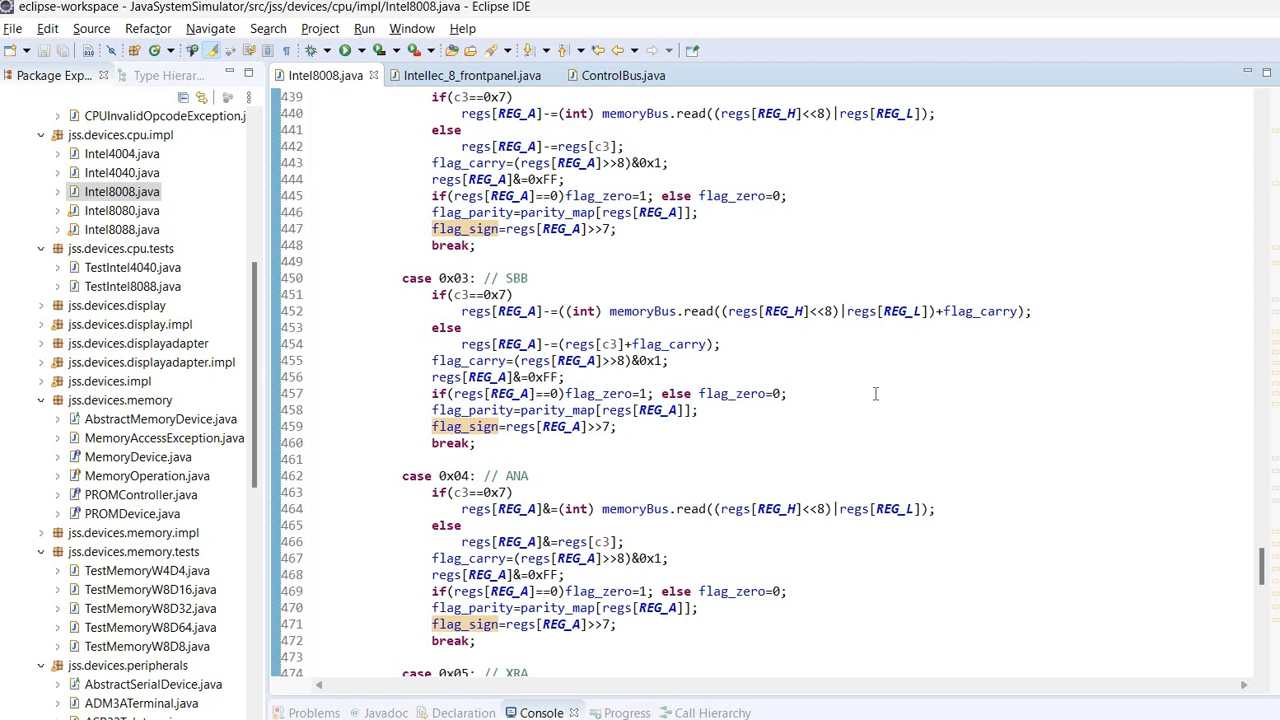 eclipse-workspace - JavaSystemSimulator/src/jss/devices/cpu/impl/Intel8008.java - Eclipse IDE
File Edit Source Refactor Navigate Search Project Run Window Help
Package Exp... Type Hierar...
Intel8008.java Intellec_8_frontpanel.java ControlBus.java
CPUInvalidOpcodeException.j
jss.devices.cpu.impl
Intel4004.java
Intel4040.java
Intel8008.java
Intel8080.java
Intel8088.java
jss.devices.cpu.tests
TestIntel4040.java
TestIntel8088.java
jss.devices.display
jss.devices.display.impl
jss.devices.displayadapter
jss.devices.displayadapter.impl
jss.devices.impl
jss.devices.memory
AbstractMemoryDevice.java
MemoryAccessException.java
MemoryDevice.java
MemoryOperation.java
PROMController.java
PROMDevice.java
jss.devices.memory.impl
jss.devices.memory.tests
TestMemoryW4D4.java
TestMemoryW8D16.java
TestMemoryW8D32.java
TestMemoryW8D64.java
TestMemoryW8D8.java
jss.devices.peripherals
AbstractSerialDevice.java
ADM3ATerminal.java
439 if(c3==0x7)
440 regs[REG_A]-=(int) memoryBus.read((regs[REG_H]<<8)|regs[REG_L]);
441 else
442 regs[REG_A]-=regs[c3];
443 flag_carry=(regs[REG_A]>>8)&0x1;
444 regs[REG_A]&=0xFF;
445 if(regs[REG_A]==0)flag_zero=1; else flag_zero=0;
446 flag_parity=parity_map[regs[REG_A]];
447 flag_sign=regs[REG_A]>>7;
448 break;
449
450 case 0x03: // SBB
451 if(c3==0x7)
452 regs[REG_A]-=((int) memoryBus.read((regs[REG_H]<<8)|regs[REG_L])+flag_carry);
453 else
454 regs[REG_A]-=(regs[c3]+flag_carry);
455 flag_carry=(regs[REG_A]>>8)&0x1;
456 regs[REG_A]&=0xFF;
457 if(regs[REG_A]==0)flag_zero=1; else flag_zero=0;
458 flag_parity=parity_map[regs[REG_A]];
459 flag_sign=regs[REG_A]>>7;
460 break;
461
462 case 0x04: // ANA
463 if(c3==0x7)
464 regs[REG_A]&=(int) memoryBus.read((regs[REG_H]<<8)|regs[REG_L]);
465 else
466 regs[REG_A]&=regs[c3];
467 flag_carry=(regs[REG_A]>>8)&0x1;
468 regs[REG_A]&=0xFF;
469 if(regs[REG_A]==0)flag_zero=1; else flag_zero=0;
470 flag_parity=parity_map[regs[REG_A]];
471 flag_sign=regs[REG_A]>>7;
472 break;
473
474 case 0x05: // XRA
Problems Javadoc Declaration Console Progress Call Hierarchy